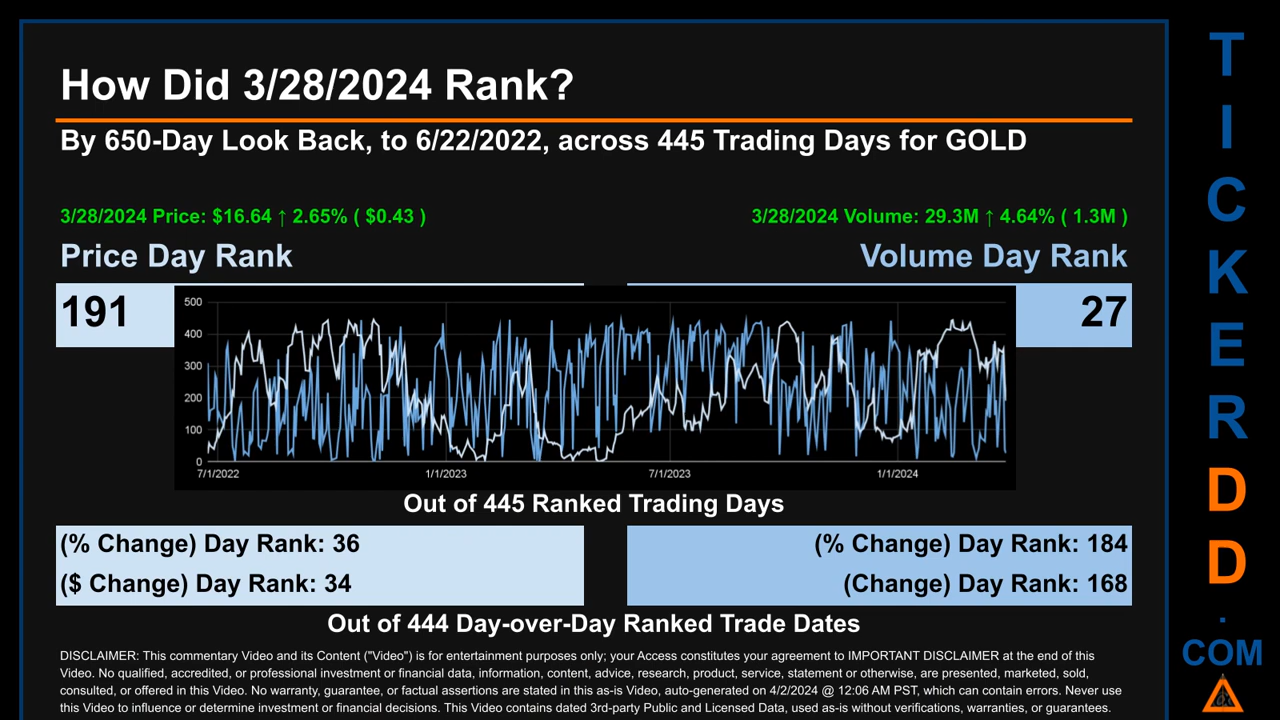 How Did 3/28/2024 Rank?
By 650-Day Look Back, to 6/22/2022, across 445 Trading Days for GOLD
3/28/2024 Price: $16.64 ↑ 2.65% ( $0.43 )
3/28/2024 Volume: 29.3M ↑ 4.64% ( 1.3M )
Price Day Rank
Volume Day Rank
191
27
500
400
300
200
100
0
7/1/2022
1/1/2023
7/1/2023
1/1/2024
Out of 445 Ranked Trading Days
(% Change) Day Rank: 36
($ Change) Day Rank: 34
(% Change) Day Rank: 184
(Change) Day Rank: 168
Out of 444 Day-over-Day Ranked Trade Dates
DISCLAIMER: This commentary Video and its Content ("Video") is for entertainment purposes only; your Access constitutes your agreement to IMPORTANT DISCLAIMER at the end of this
Video. No qualified, accredited, or professional investment or financial data, information, content, advice, research, product, service, statement or otherwise, are presented, marketed, sold,
consulted, or offered in this Video. No warranty, guarantee, or factual assertions are stated in this as-is Video, auto-generated on 4/2/2024 @ 12:06 AM PST, which can contain errors. Never use
this Video to influence or determine investment or financial decisions. This Video contains dated 3rd-party Public and Licensed Data, used as-is without verifications, warranties, or guarantees.
T
I
C
K
E
R
D
D
.
COM